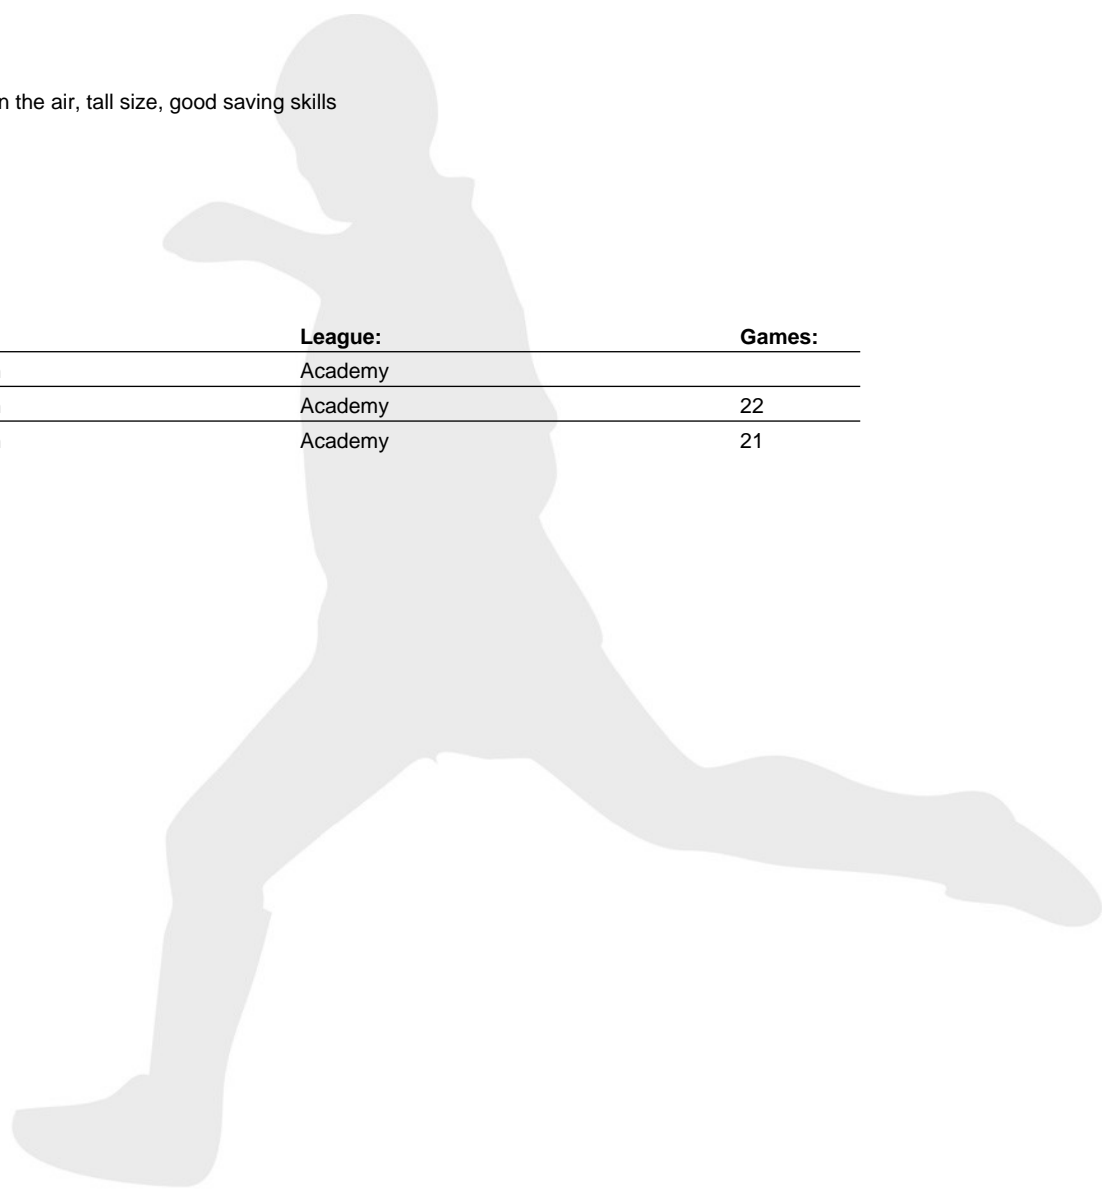 n the air, tall size, good saving skills
League: Games:
Academy
Academy 22
Academy 21